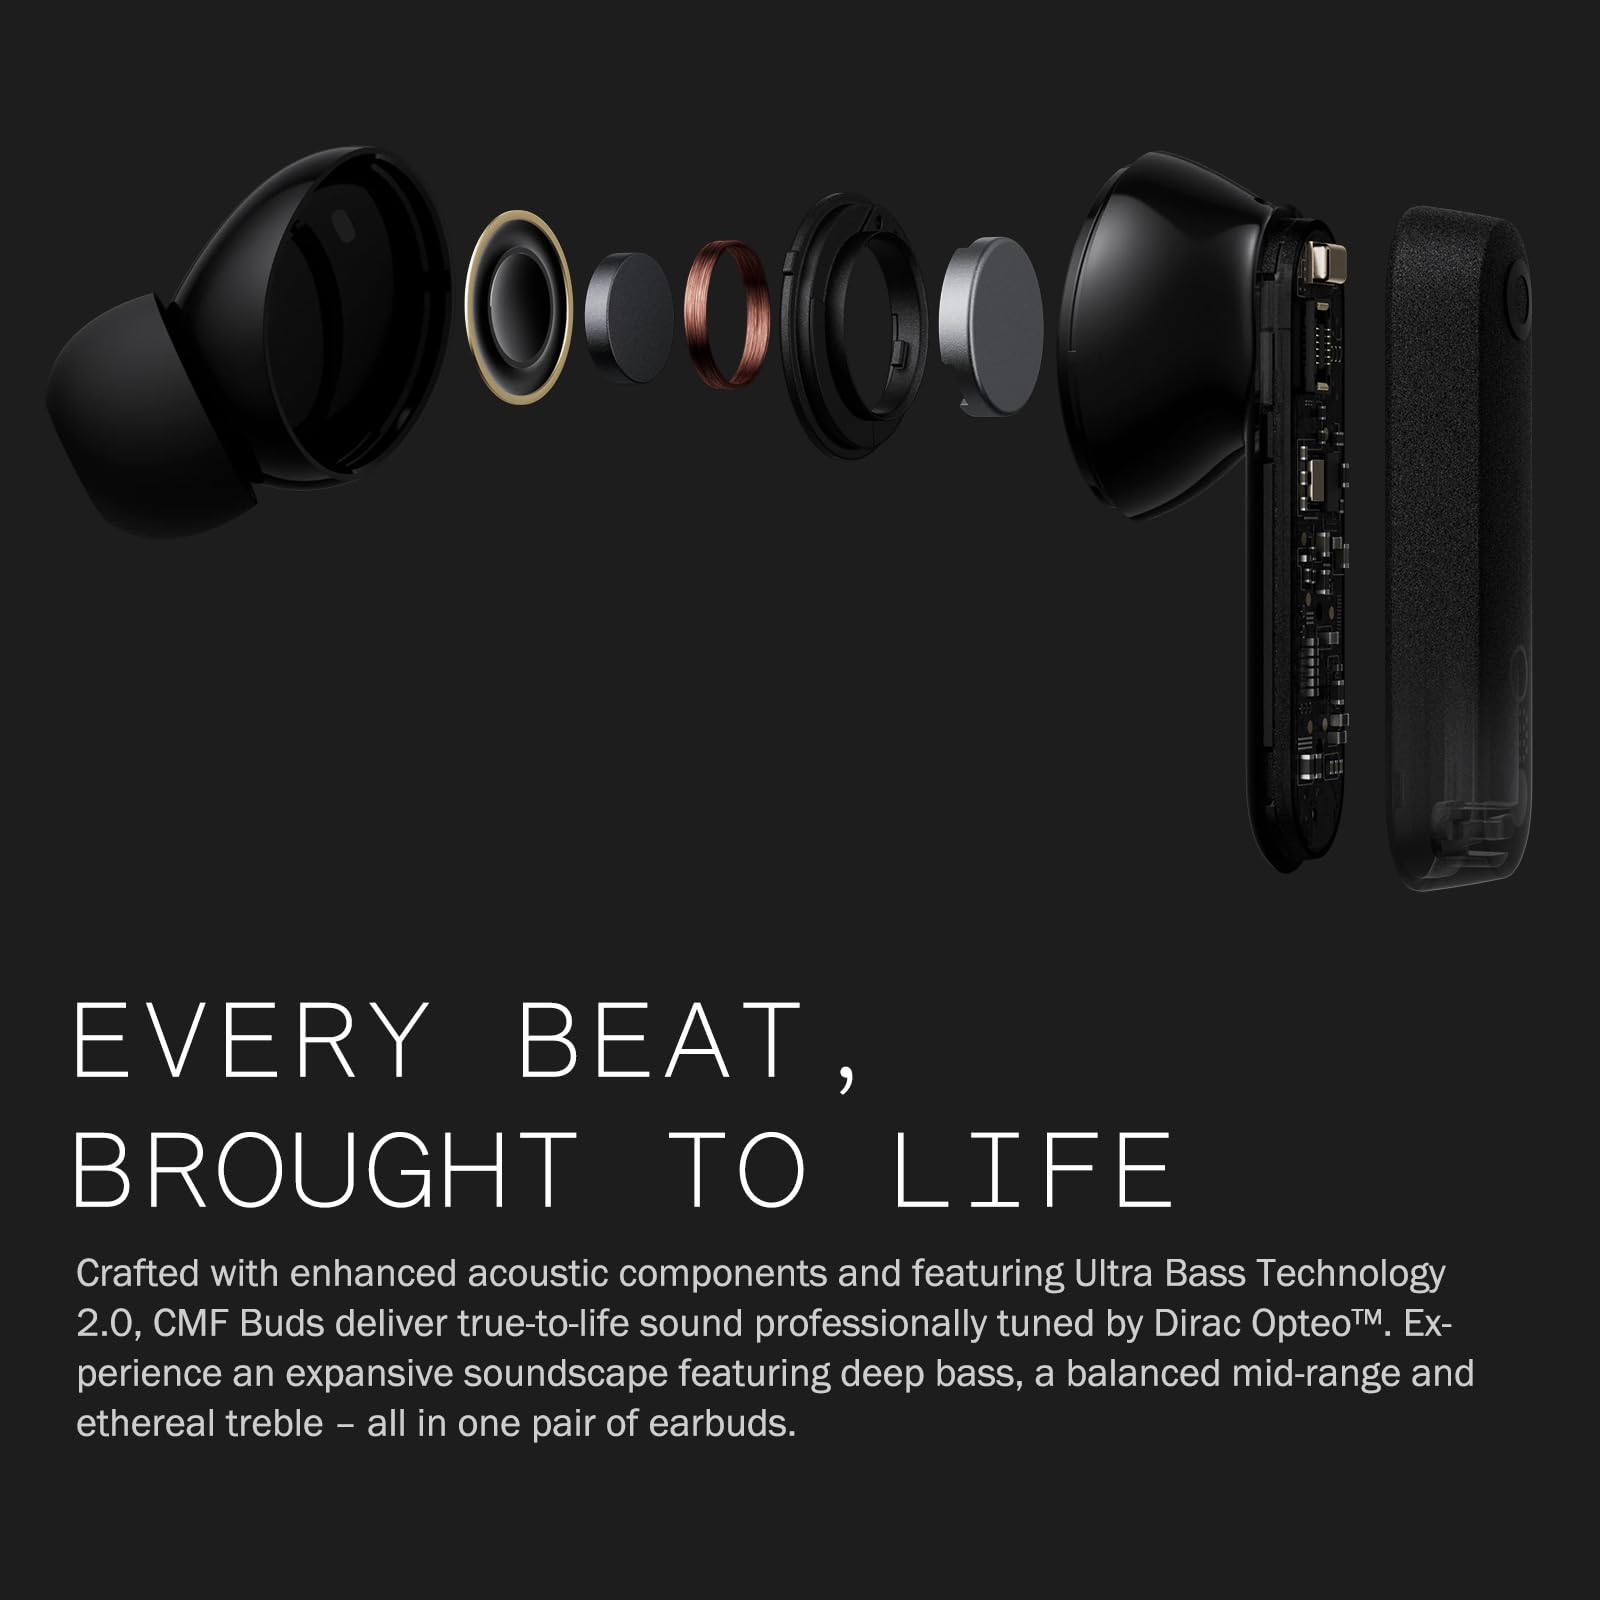 EVERY BEAT,
BROUGHT TO LIFE
Crafted with enhanced acoustic components and featuring Ultra Bass Technology
2.0, CMF Buds deliver true-to-life sound professionally tuned by Dirac Opteo™. Ex-
perience an expansive soundscape featuring deep bass, a balanced mid-range and
ethereal treble – all in one pair of earbuds.